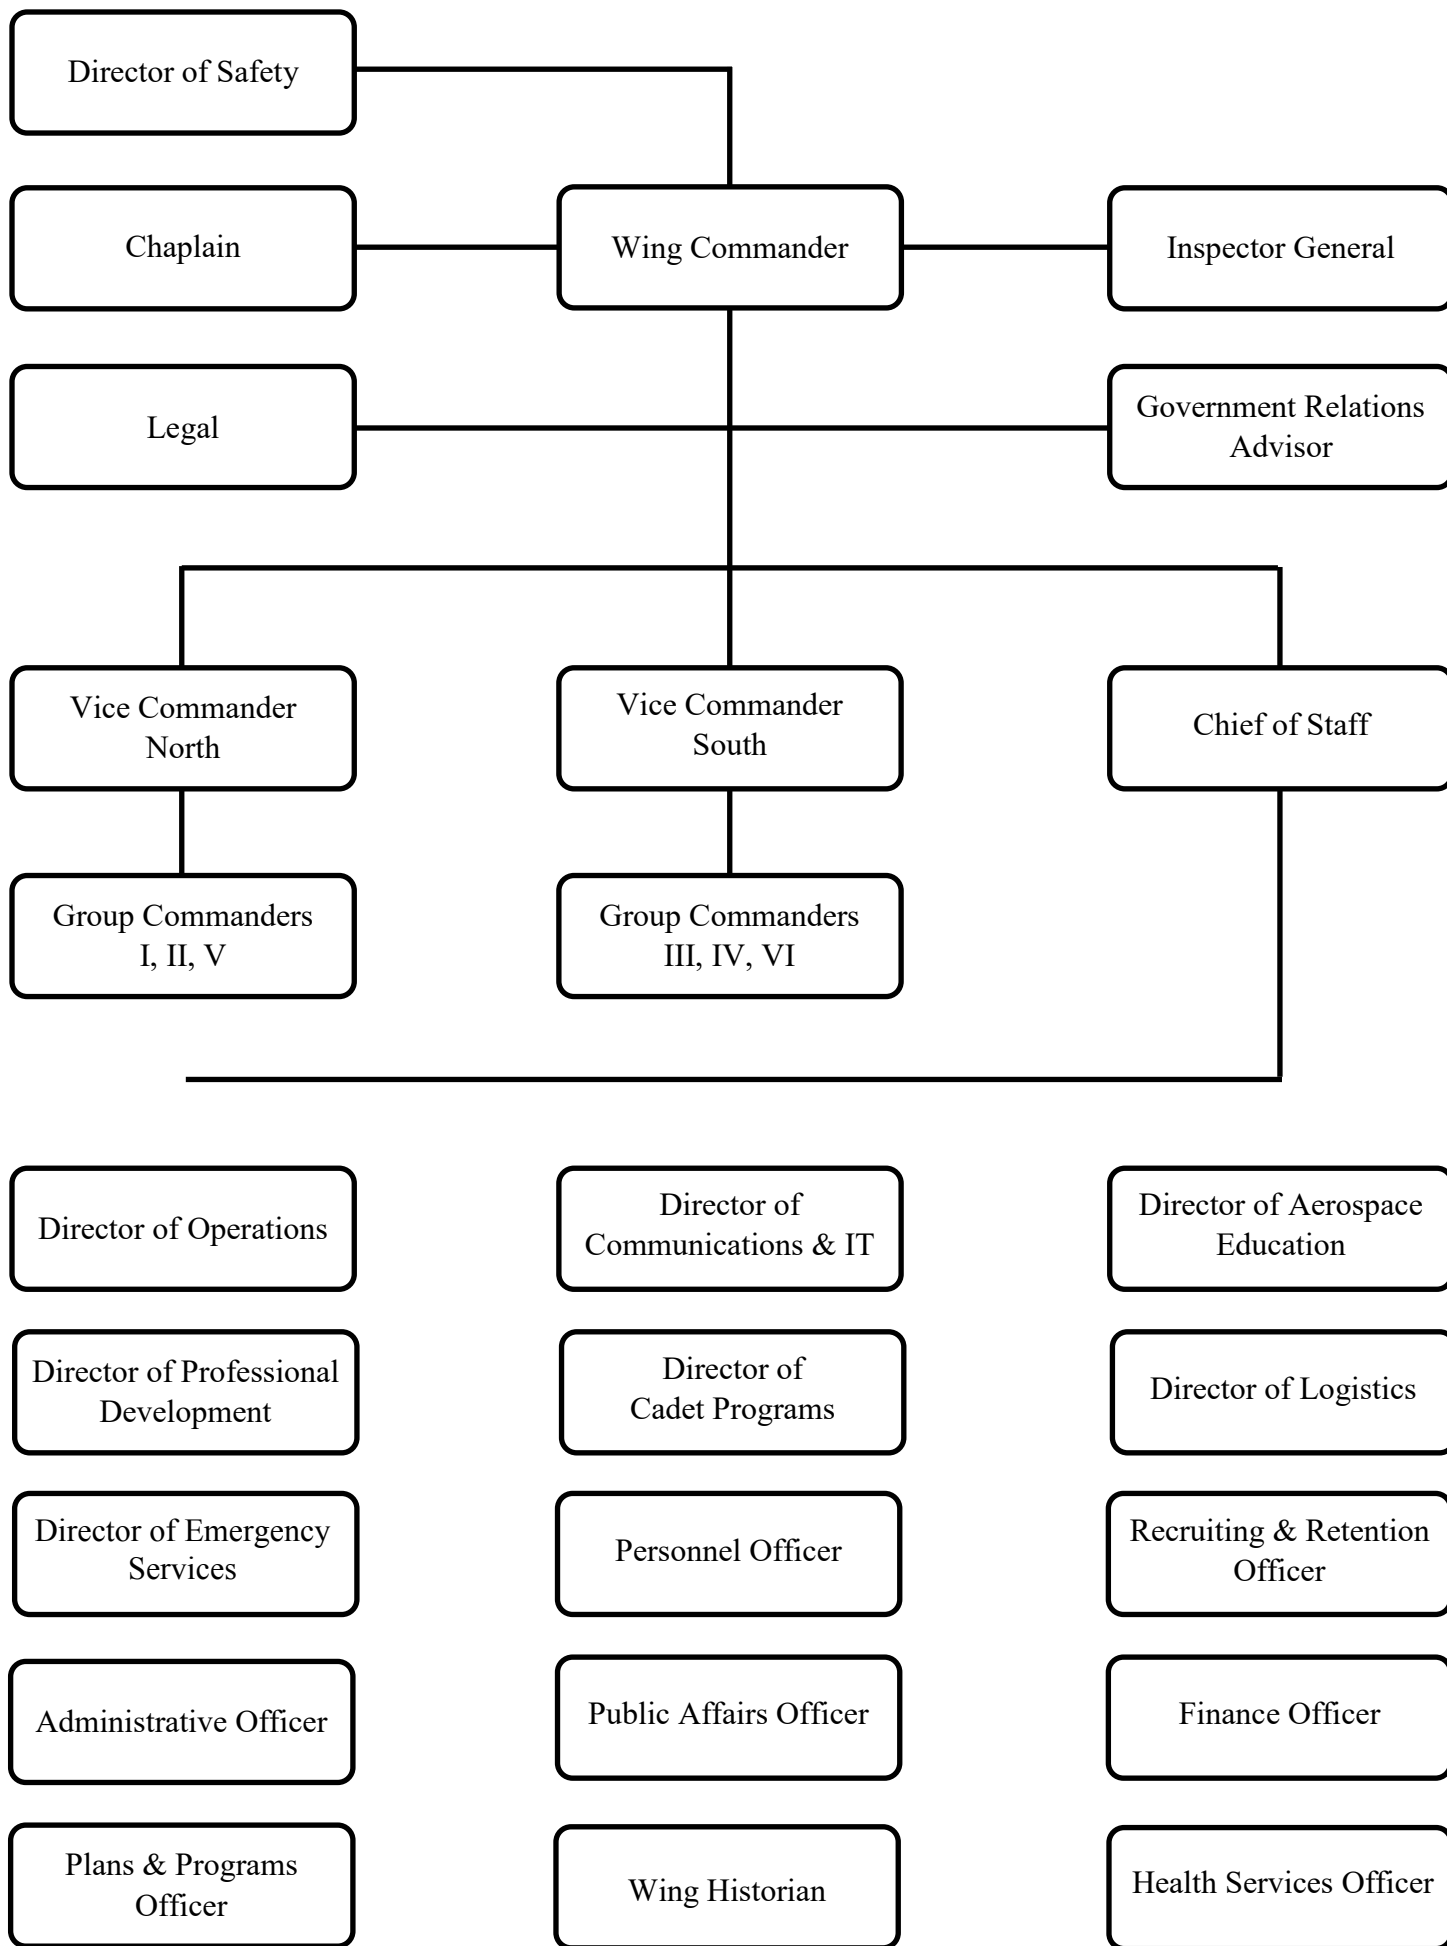 Director of Safety
Chaplain
Wing Commander
Inspector General
Legal
Government Relations
Advisor
Vice Commander
North
Vice Commander
South
Chief of Staff
Group Commanders
I, II, V
Group Commanders
III, IV, VI
Director of Operations
Director of
Communications & IT
Director of Aerospace
Education
Director of Professional
Development
Director of
Cadet Programs
Director of Logistics
Director of Emergency
Services
Personnel Officer
Recruiting & Retention
Officer
Administrative Officer
Public Affairs Officer
Finance Officer
Plans & Programs
Officer
Wing Historian
Health Services Officer